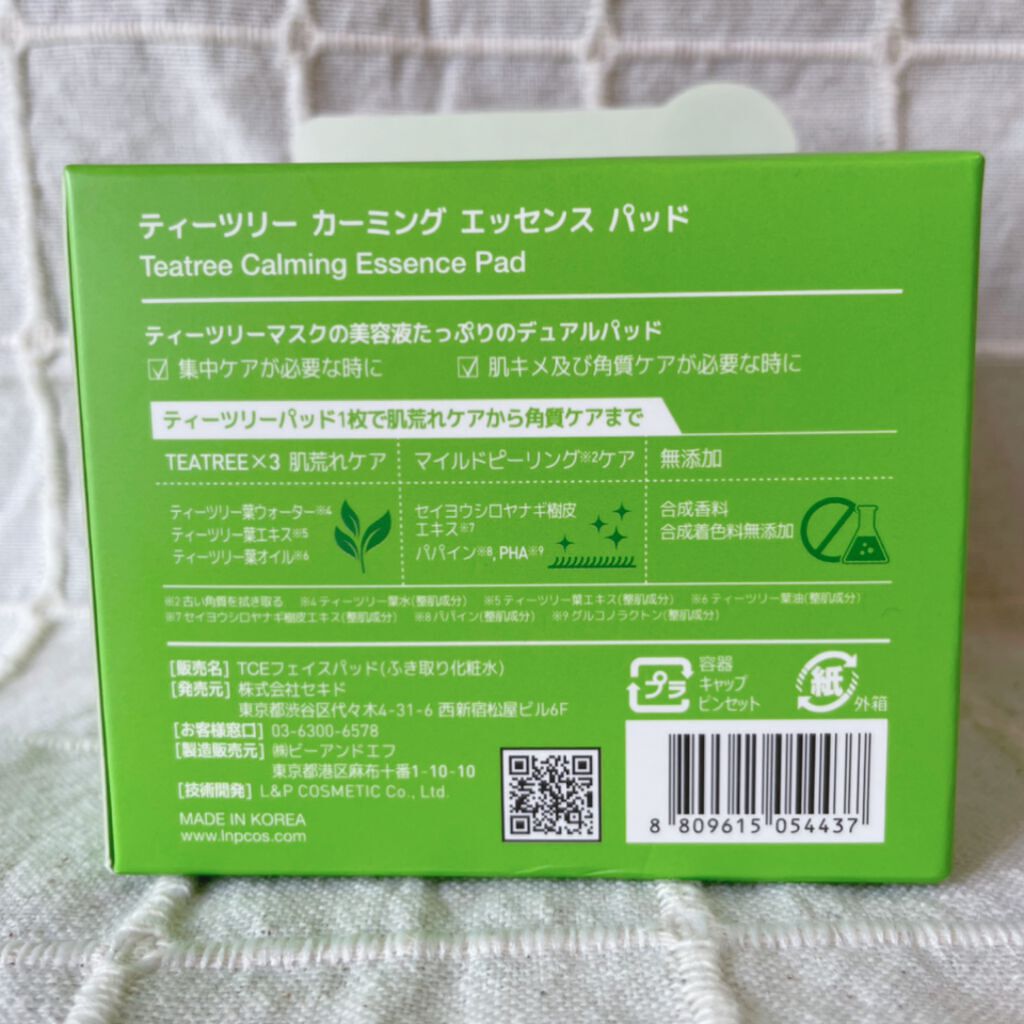 ティーツリー カーミング エッセンス パッド
Teatree Calming Essence Pad
ティーツリーマスクの美容液たっぷりのデュアルパッド
集中ケアが必要な時に 肌キメ及び角質ケアが必要な時に
ティーツリーパッド1枚で肌荒れケアから角質ケアまで
TEATREE×3 肌荒れケア
マイルドピーリング※2ケア
無添加
ティーツリー葉ウォーター※4
ティーツリー葉エキス※5
ティーツリー葉オイル※6
セイヨウシロヤナギ樹皮
エキス※7
パパイン※8, PHA※9
合成香料
合成着色料無添加
※2 古い角質を拭き取る ※4 ティーツリー葉水(整肌成分) ※5 ティーツリー葉エキス(整肌成分) ※6 ティーツリー葉油(整肌成分)
※7 セイヨウシロヤナギ樹皮エキス(整肌成分) ※8 パパイン(整肌成分) ※9 グルコノラクトン(整肌成分)
[販売名] TCEフェイスパッド(ふき取り化粧水)
[発売元] 株式会社セキド
東京都渋谷区代々木4-31-6 西新宿松屋ビル6F
[お客様窓口] 03-6300-6578
[製造販売元] ㈱ビーアンドエフ
東京都港区麻布十番1-10-10
[技術開発] L&P COSMETIC Co., Ltd.
MADE IN KOREA
www.lnpcos.com
プラ
容器
キャップ
ピンセット
紙
外箱
8 809615 054437